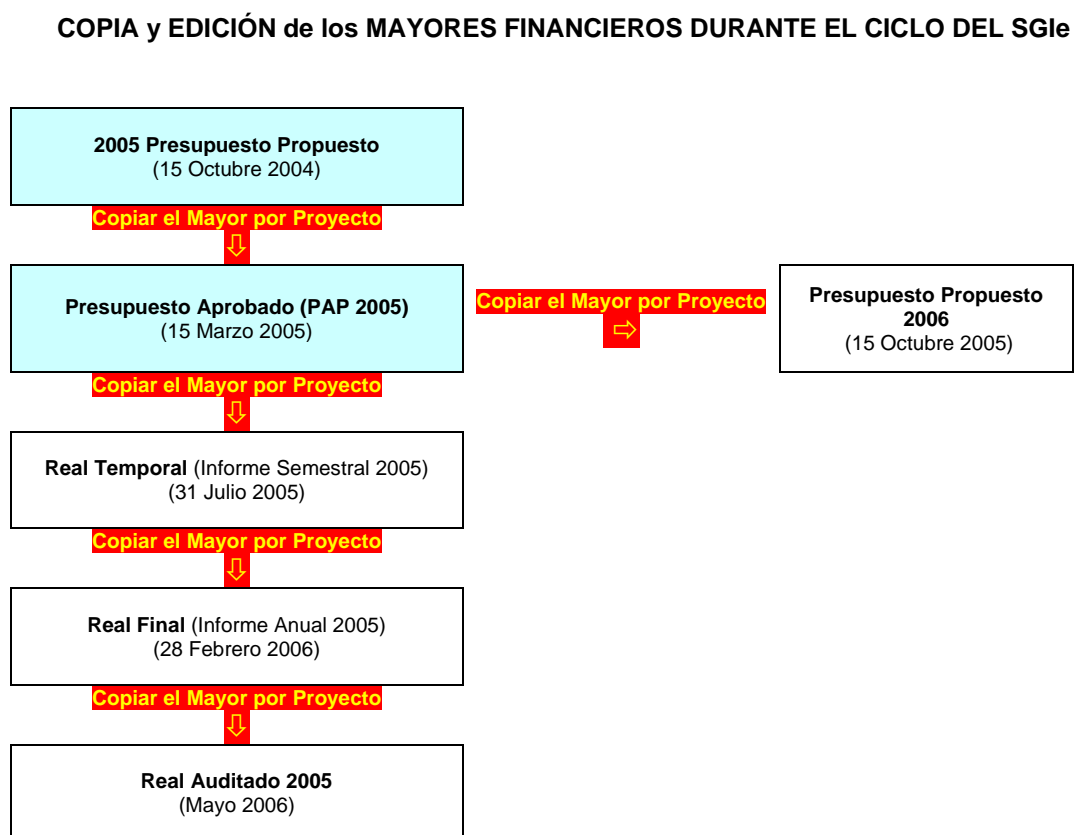 COPIA y EDICIÓN de los MAYORES FINANCIEROS DURANTE EL CICLO DEL SGIe
2005 Presupuesto Propuesto
(15 Octubre 2004)
Copiar el Mayor por Proyecto
Presupuesto Aprobado (PAP 2005)
(15 Marzo 2005)
Copiar el Mayor por Proyecto
Presupuesto Propuesto
2006
(15 Octubre 2005)
Copiar el Mayor por Proyecto
Real Temporal (Informe Semestral 2005)
(31 Julio 2005)
Copiar el Mayor por Proyecto
Real Final (Informe Anual 2005)
(28 Febrero 2006)
Copiar el Mayor por Proyecto
Real Auditado 2005
(Mayo 2006)